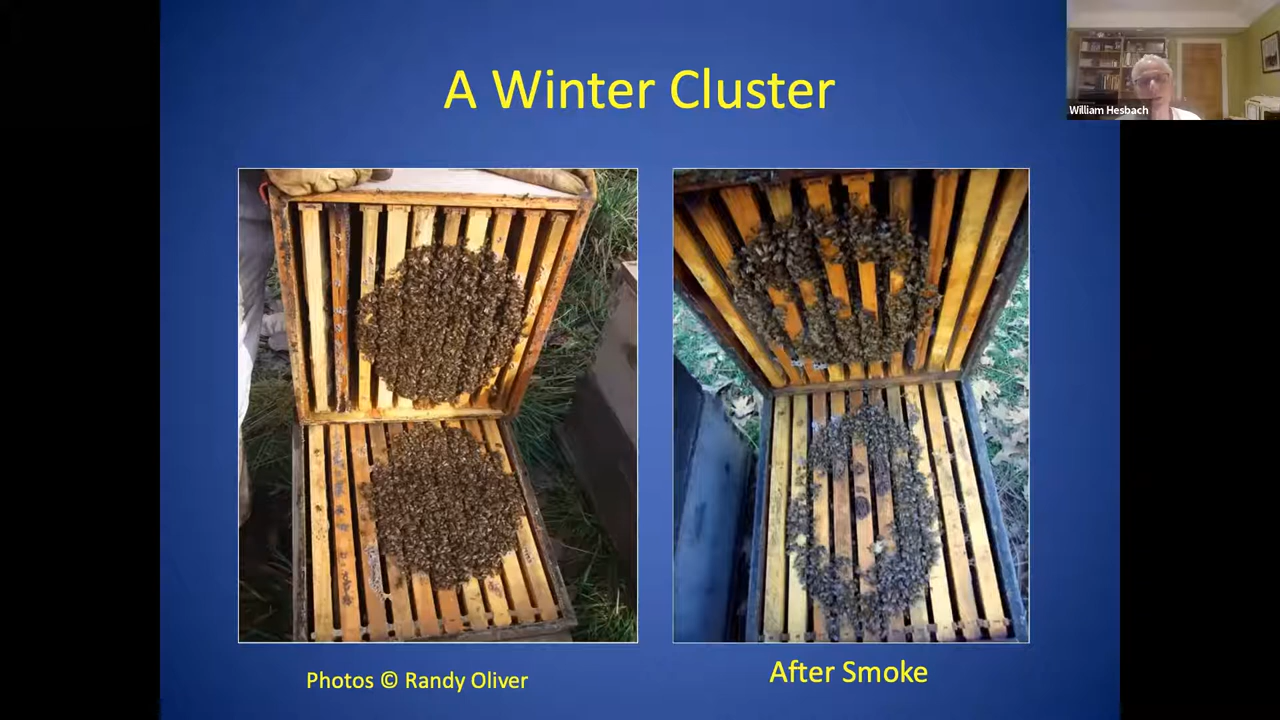 A Winter Cluster
William Hesbach
Photos © Randy Oliver
After Smoke